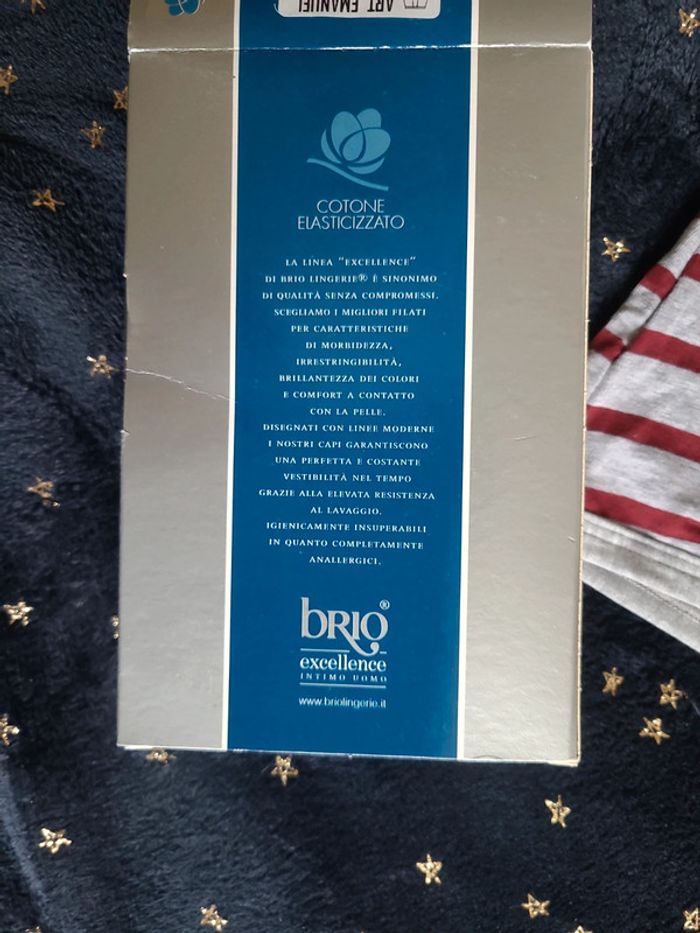 ART. EMANUEL
COTONE
ELASTICIZZATO
LA LINEA "EXCELLENCE"
DI BRIO LINGERIE® È SINONIMO
DI QUALITÀ SENZA COMPROMESSI.
SCEGLIAMO I MIGLIORI FILATI
PER CARATTERISTICHE
DI MORBIDEZZA,
IRRESTRINGIBILITÀ,
BRILLANTEZZA DEI COLORI
E COMFORT A CONTATTO
CON LA PELLE.
DISEGNATI CON LINEE MODERNE
I NOSTRI CAPI GARANTISCONO
UNA PERFETTA E COSTANTE
VESTIBILITÀ NEL TEMPO
GRAZIE ALLA ELEVATA RESISTENZA
AL LAVAGGIO.
IGIENICAMENTE INSUPERABILI
IN QUANTO COMPLETAMENTE
ANALLERGICI.
BRIO®
excellence
INTIMO UOMO
www.briolingerie.it